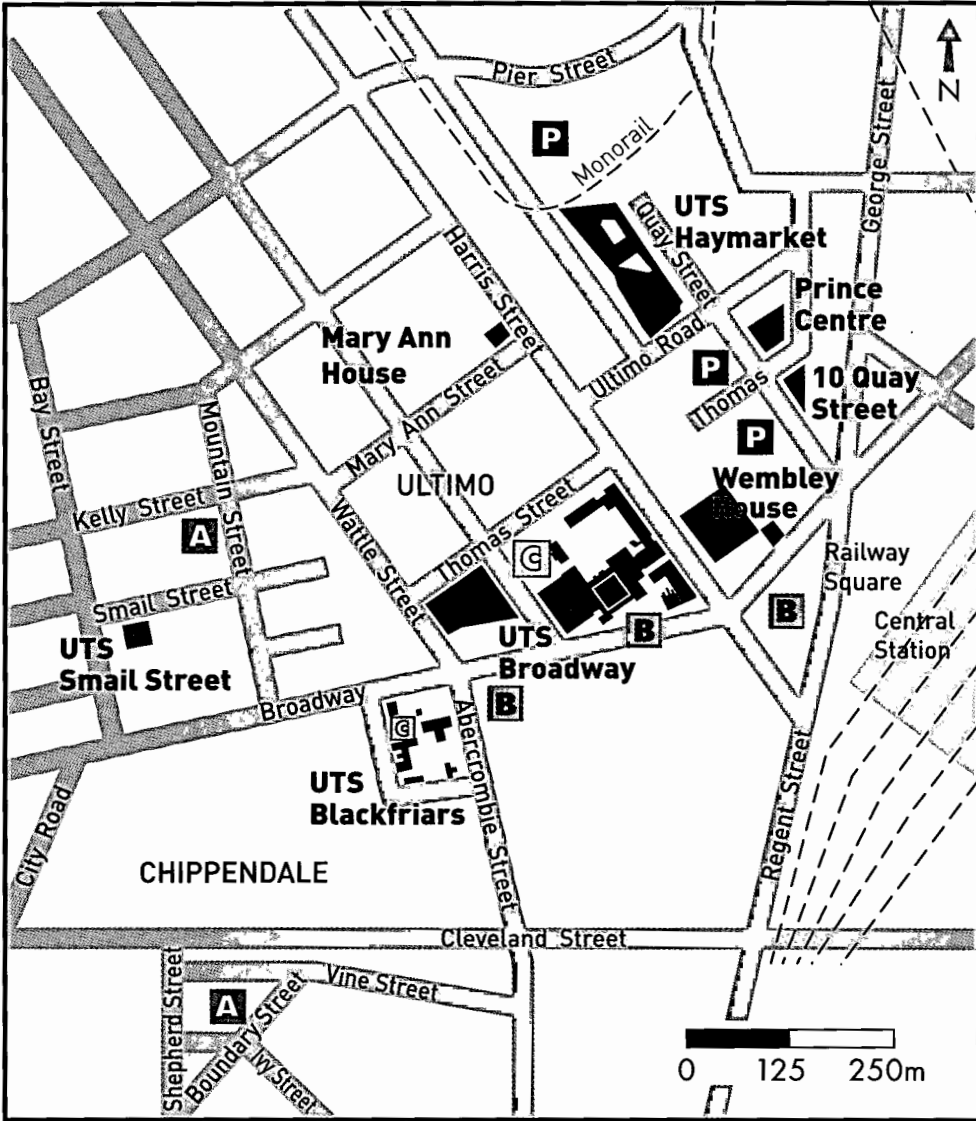 Pier Street
N
P
Monorail
George Street
Quay Street
UTS
Haymarket
Harris Street
Prince
Centre
Mary Ann
House
Ultimo Road
P
Thomas
10 Quay
Street
Bay Street
Mountain Street
Mary Ann Street
P
Wembley
House
ULTIMO
Kelly Street
A
Wattle Street
Thomas Street
C
Railway
Square
Smail Street
UTS
Smail Street
B
B
Central
Station
UTS
Broadway
Broadway
B
C
Abercrombie Street
UTS
Blackfriars
Regent Street
City Road
CHIPPENDALE
Cleveland Street
Shepherd Street
Vine Street
A
Boundary Street
Ivy Street
0 125 250m